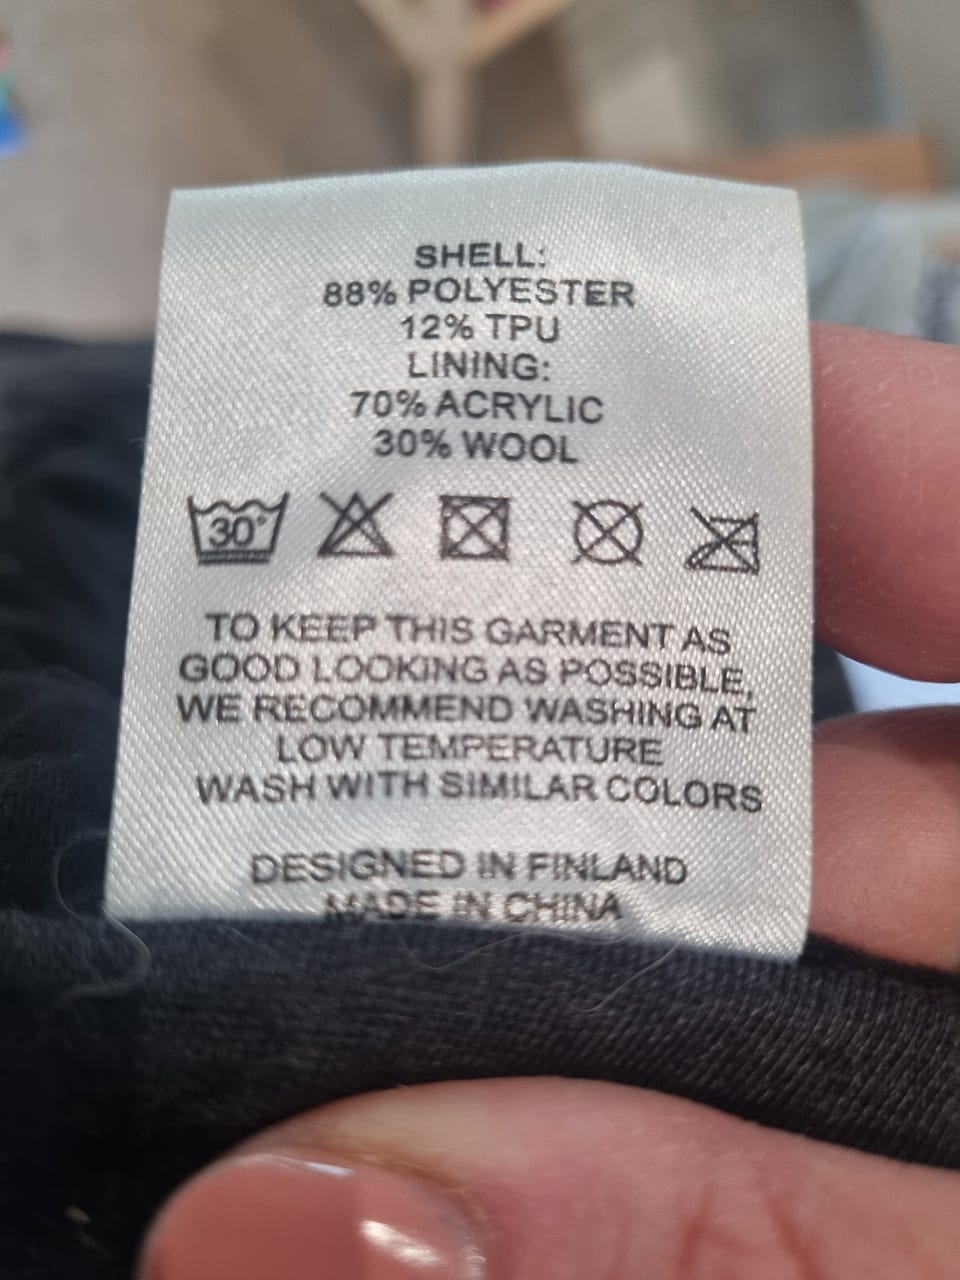 SHELL:
88% POLYESTER
12% TPU
LINING:
70% ACRYLIC
30% WOOL
30°
TO KEEP THIS GARMENT AS
GOOD LOOKING AS POSSIBLE,
WE RECOMMEND WASHING AT
LOW TEMPERATURE
WASH WITH SIMILAR COLORS
DESIGNED IN FINLAND
MADE IN CHINA